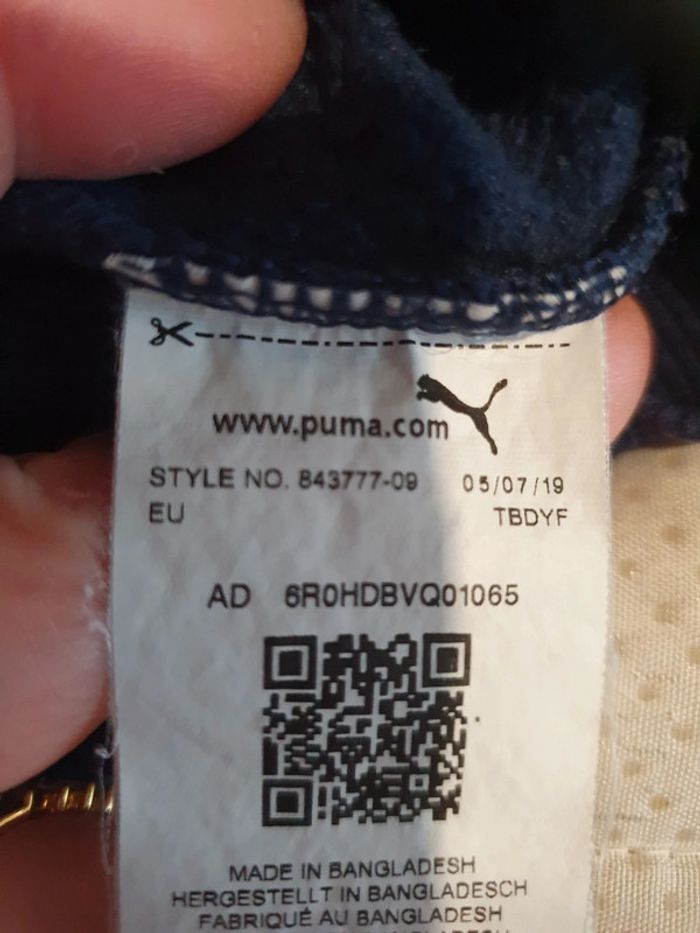 www.puma.com
STYLE NO. 843777-09 05/07/19
EU TBDYF
AD 6R0HDBVQ01065
MADE IN BANGLADESH
HERGESTELLT IN BANGLADESCH
FABRIQUÉ AU BANGLADESH